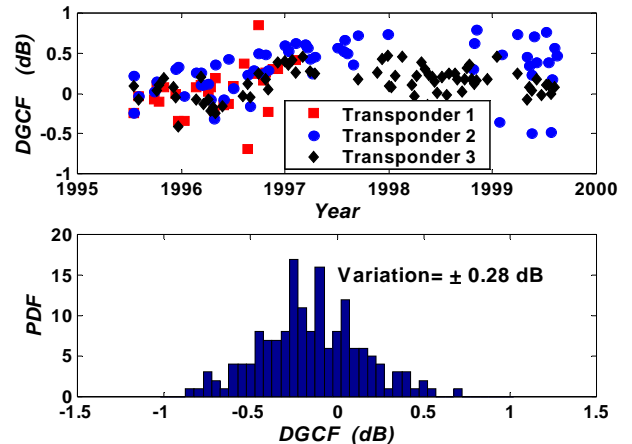 1
0.5
0
-0.5
-1
DGCF (dB)
Transponder 1
Transponder 2
Transponder 3
1995 1996 1997 1998 1999 2000
Year
20
15
10
5
0
PDF
Variation= ± 0.28 dB
-1.5 -1 -0.5 0 0.5 1 1.5
DGCF (dB)